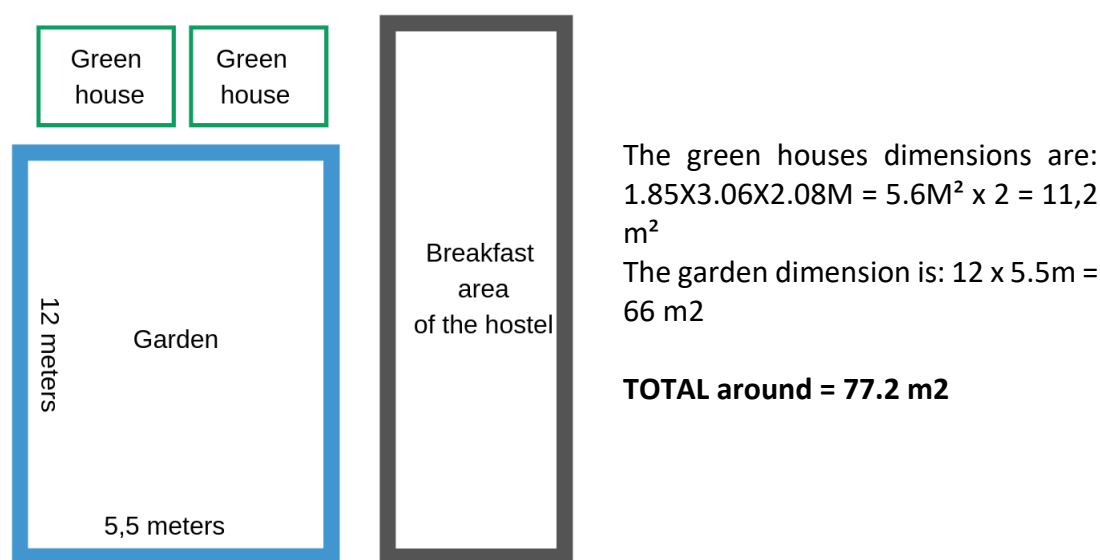 Green
house
Green
house
12 meters
Garden
5,5 meters
Breakfast
area
of the hostel
The green houses dimensions are:
1.85X3.06X2.08M = 5.6M² x 2 = 11,2
m²
The garden dimension is: 12 x 5.5m =
66 m2
TOTAL around = 77.2 m2